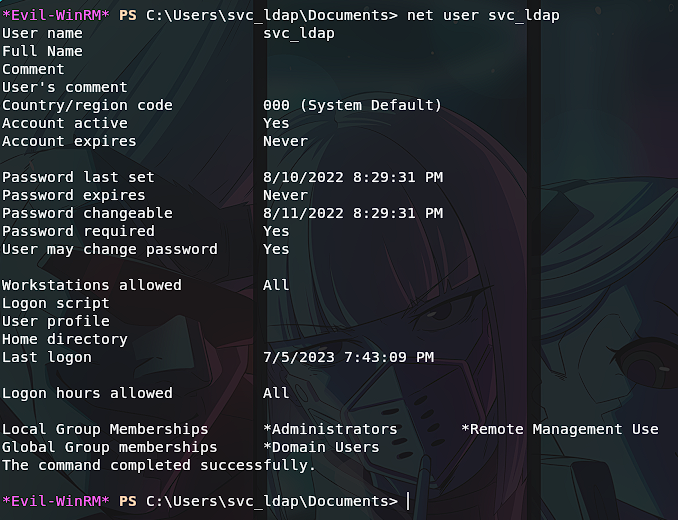 *Evil-WinRM* PS C:\Users\svc_ldap\Documents> net user svc_ldap
User name                    svc_ldap
Full Name
Comment
User's comment
Country/region code          000 (System Default)
Account active               Yes
Account expires              Never
Password last set            8/10/2022 8:29:31 PM
Password expires             Never
Password changeable          8/11/2022 8:29:31 PM
Password required            Yes
User may change password     Yes
Workstations allowed         All
Logon script
User profile
Home directory
Last logon                   7/5/2023 7:43:09 PM
Logon hours allowed          All
Local Group Memberships      *Administrators       *Remote Management Use
Global Group memberships     *Domain Users
The command completed successfully.
*Evil-WinRM* PS C:\Users\svc_ldap\Documents>